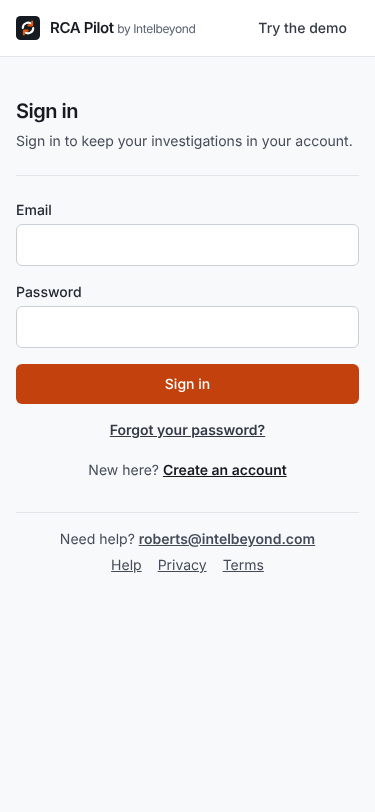 RCA Pilot by Intelbeyond Try the demo
Sign in
Sign in to keep your investigations in your account.
Email
Password
Sign in
Forgot your password?
New here? Create an account
Need help? roberts@intelbeyond.com
Help Privacy Terms